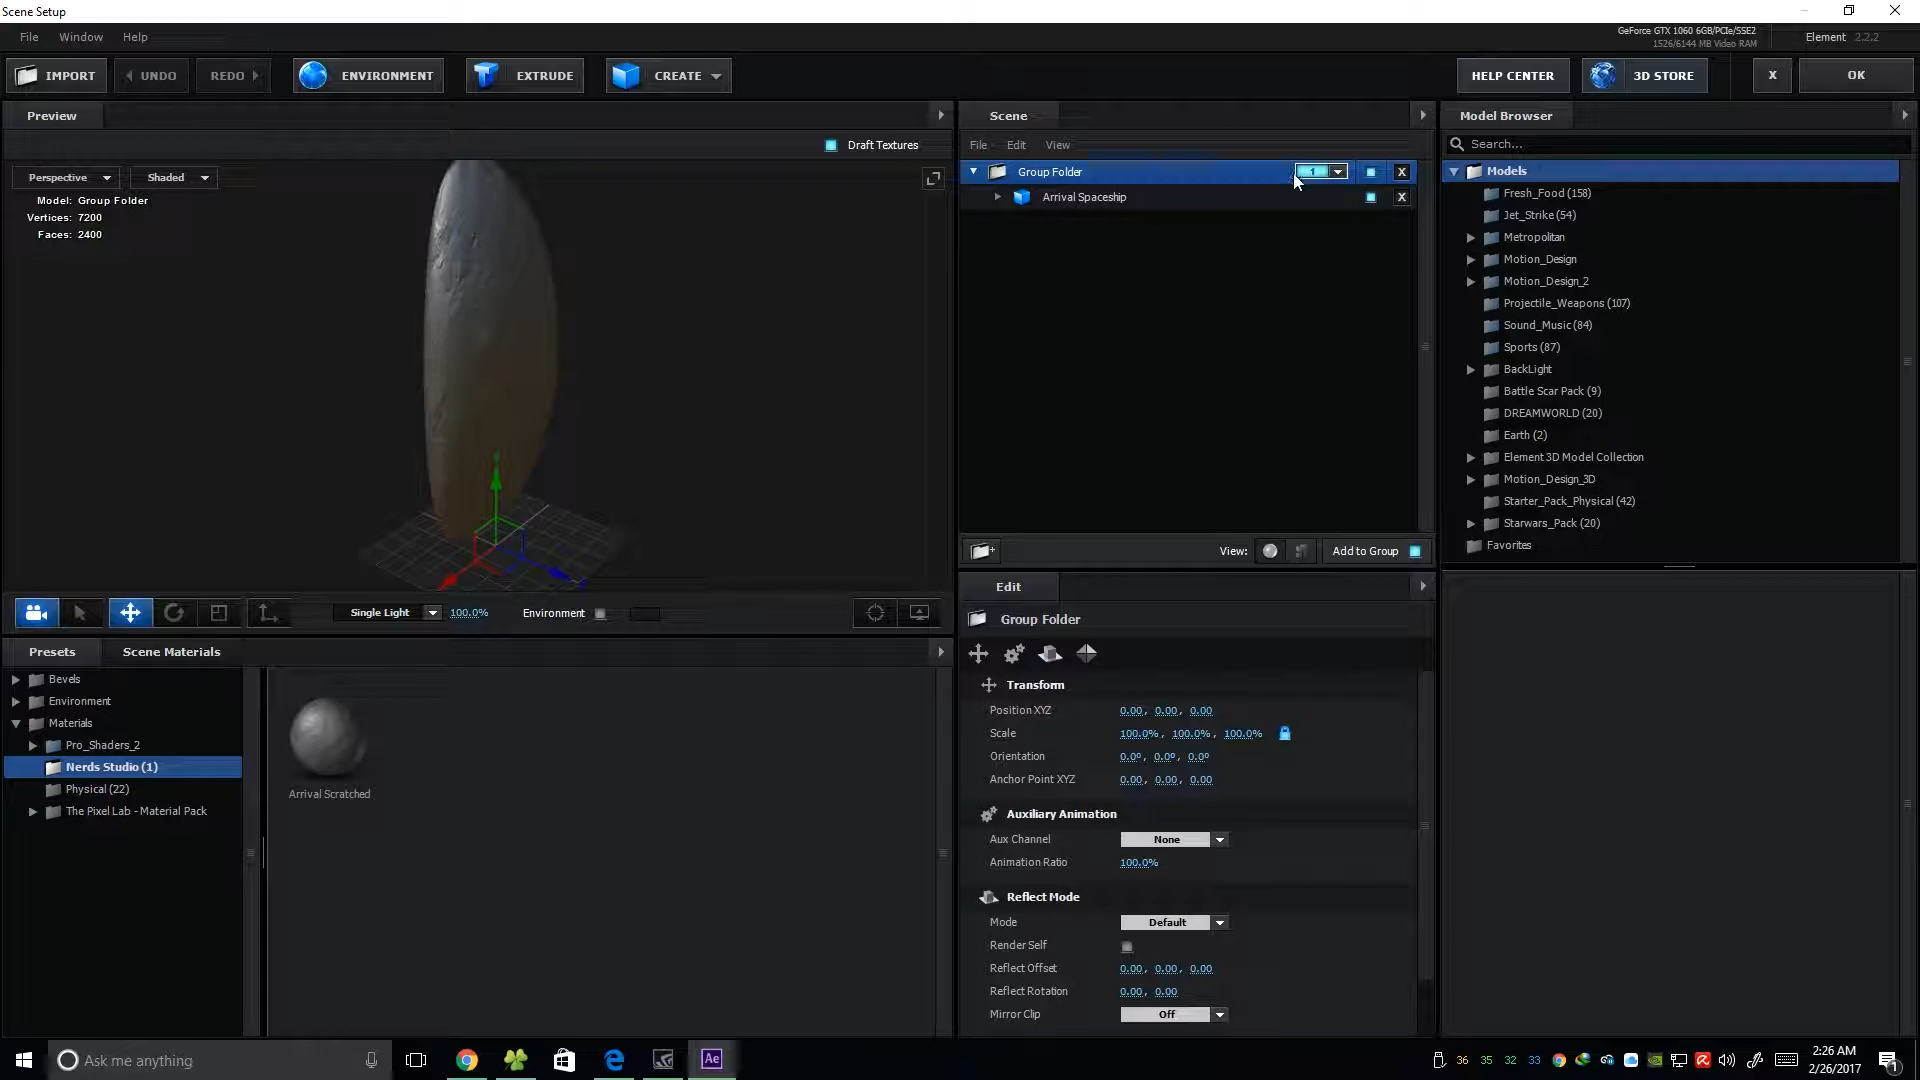 Scene Setup
File Window Help
GeForce GTX 1060 6GB/PCIe/SSE2
1526/6144 MB Video RAM
Element 2.2.2
IMPORT UNDO REDO ENVIRONMENT EXTRUDE CREATE HELP CENTER 3D STORE X OK
Preview
Draft Textures
Perspective Shaded
Model: Group Folder
Vertices: 7200
Faces: 2400
Single Light 100.0% Environment
Scene
File Edit View
Group Folder 1 X
Arrival Spaceship X
View: Add to Group
Model Browser
Search...
Models
Fresh_Food (158)
Jet_Strike (54)
Metropolitan
Motion_Design
Motion_Design_2
Projectile_Weapons (107)
Sound_Music (84)
Sports (87)
BackLight
Battle Scar Pack (9)
DREAMWORLD (20)
Earth (2)
Element 3D Model Collection
Motion_Design_3D
Starter_Pack_Physical (42)
Starwars_Pack (20)
Favorites
Presets Scene Materials
Bevels
Environment
Materials
Pro_Shaders_2
Nerds Studio (1)
Physical (22)
The Pixel Lab - Material Pack
Arrival Scratched
Edit
Group Folder
Transform
Position XYZ 0.00, 0.00, 0.00
Scale 100.0%, 100.0%, 100.0%
Orientation 0.0º, 0.0º, 0.0º
Anchor Point XYZ 0.00, 0.00, 0.00
Auxiliary Animation
Aux Channel None
Animation Ratio 100.0%
Reflect Mode
Mode Default
Render Self
Reflect Offset 0.00, 0.00, 0.00
Reflect Rotation 0.00, 0.00
Mirror Clip Off
Ask me anything
Ae
36 35 32 33
2:26 AM
2/26/2017
1